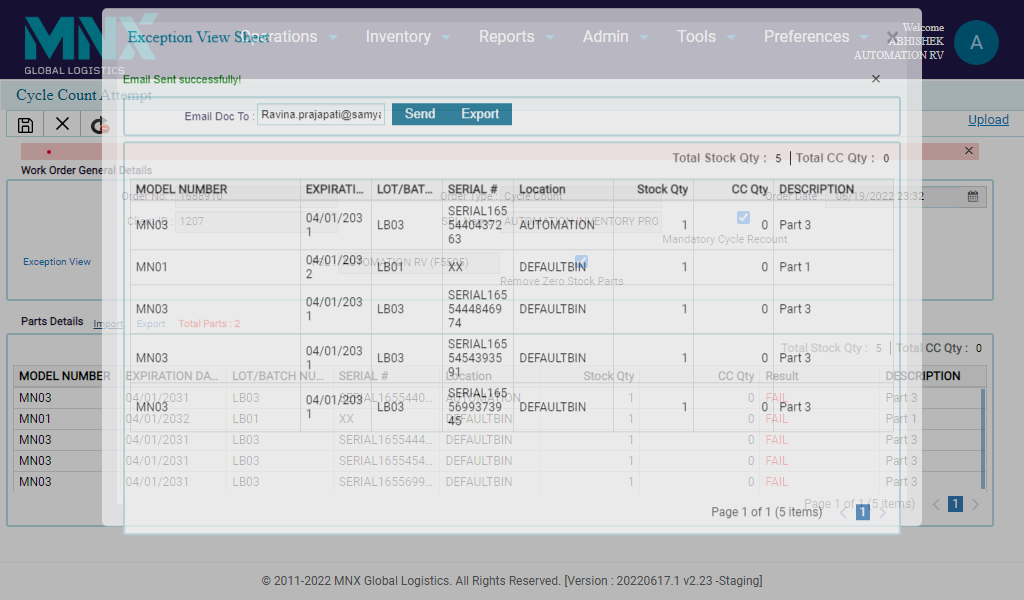 MNX
GLOBAL LOGISTICS
Operations
Inventory
Reports
Admin
Tools
Preferences
Welcome
ABHISHEK
AUTOMATION RV
A
Exception View Sheet
Email Sent successfully!
Cycle Count Attempt
Email Doc To :
Ravina.prajapati@samya
Send
Export
Upload
Total Stock Qty : 5 | Total CC Qty : 0
Work Order General Details
MODEL NUMBER EXPIRATI... LOT/BAT... SERIAL # Location Stock Qty CC Qty DESCRIPTION
MN03 04/01/2031 LB03 SERIAL1655440437263 AUTOMATION 1 0 Part 3
MN01 04/01/2032 LB01 XX DEFAULTBIN 1 0 Part 1
MN03 04/01/2031 LB03 SERIAL1655444846974 DEFAULTBIN 1 0 Part 3
MN03 04/01/2031 LB03 SERIAL1655454393591 DEFAULTBIN 1 0 Part 3
MN03 04/01/2031 LB03 SERIAL1655699373945 DEFAULTBIN 1 0 Part 3
Page 1 of 1 (5 items) 1
Order No. : 1688910
Order Type : Cycle Count
Order Date : 06/19/2022 23:32
1207
AUTOMATION INVENTORY PRO
Mandatory Cycle Recount
Exception View
AUTOMATION RV (F5505)
Remove Zero Stock Parts
Parts Details Import Export Total Parts : 2
Total Stock Qty : 5 | Total CC Qty : 0
MODEL NUMBER EXPIRATION DA... LOT/BATCH NU... SERIAL # Location Stock Qty CC Qty Result DESCRIPTION
MN03 04/01/2031 LB03 SERIAL1655440... AUTOMATION 1 0 FAIL Part 3
MN01 04/01/2032 LB01 XX DEFAULTBIN 1 0 FAIL Part 1
MN03 04/01/2031 LB03 SERIAL1655444... DEFAULTBIN 1 0 FAIL Part 3
MN03 04/01/2031 LB03 SERIAL1655454... DEFAULTBIN 1 0 FAIL Part 3
MN03 04/01/2031 LB03 SERIAL1655699... DEFAULTBIN 1 0 FAIL Part 3
Page 1 of 1 (5 items) 1
© 2011-2022 MNX Global Logistics. All Rights Reserved. [Version : 20220617.1 v2.23 -Staging]